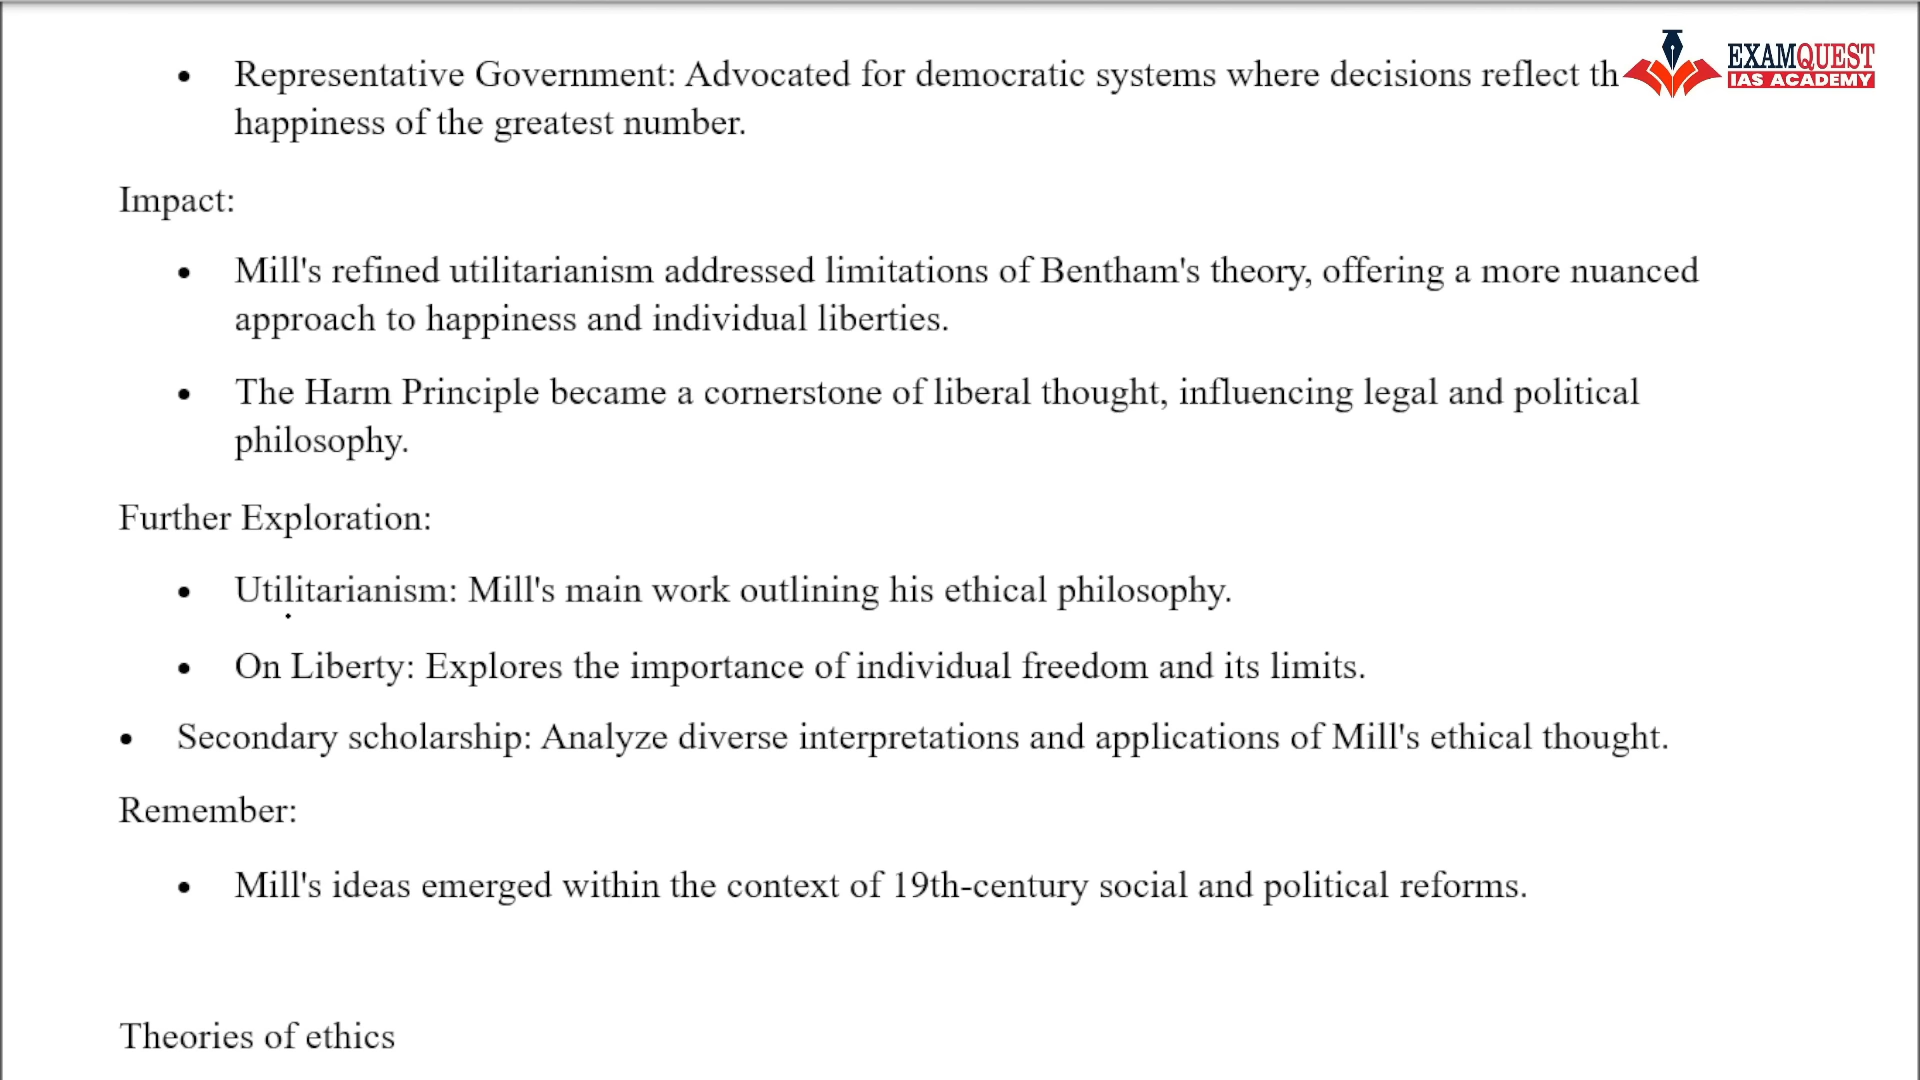 • Representative Government: Advocated for democratic systems where decisions reflect th
happiness of the greatest number.
EXAMQUEST
IAS ACADEMY
Impact:
• Mill's refined utilitarianism addressed limitations of Bentham's theory, offering a more nuanced
approach to happiness and individual liberties.
• The Harm Principle became a cornerstone of liberal thought, influencing legal and political
philosophy.
Further Exploration:
• Utilitarianism: Mill's main work outlining his ethical philosophy.
• On Liberty: Explores the importance of individual freedom and its limits.
• Secondary scholarship: Analyze diverse interpretations and applications of Mill's ethical thought.
Remember:
• Mill's ideas emerged within the context of 19th-century social and political reforms.
Theories of ethics